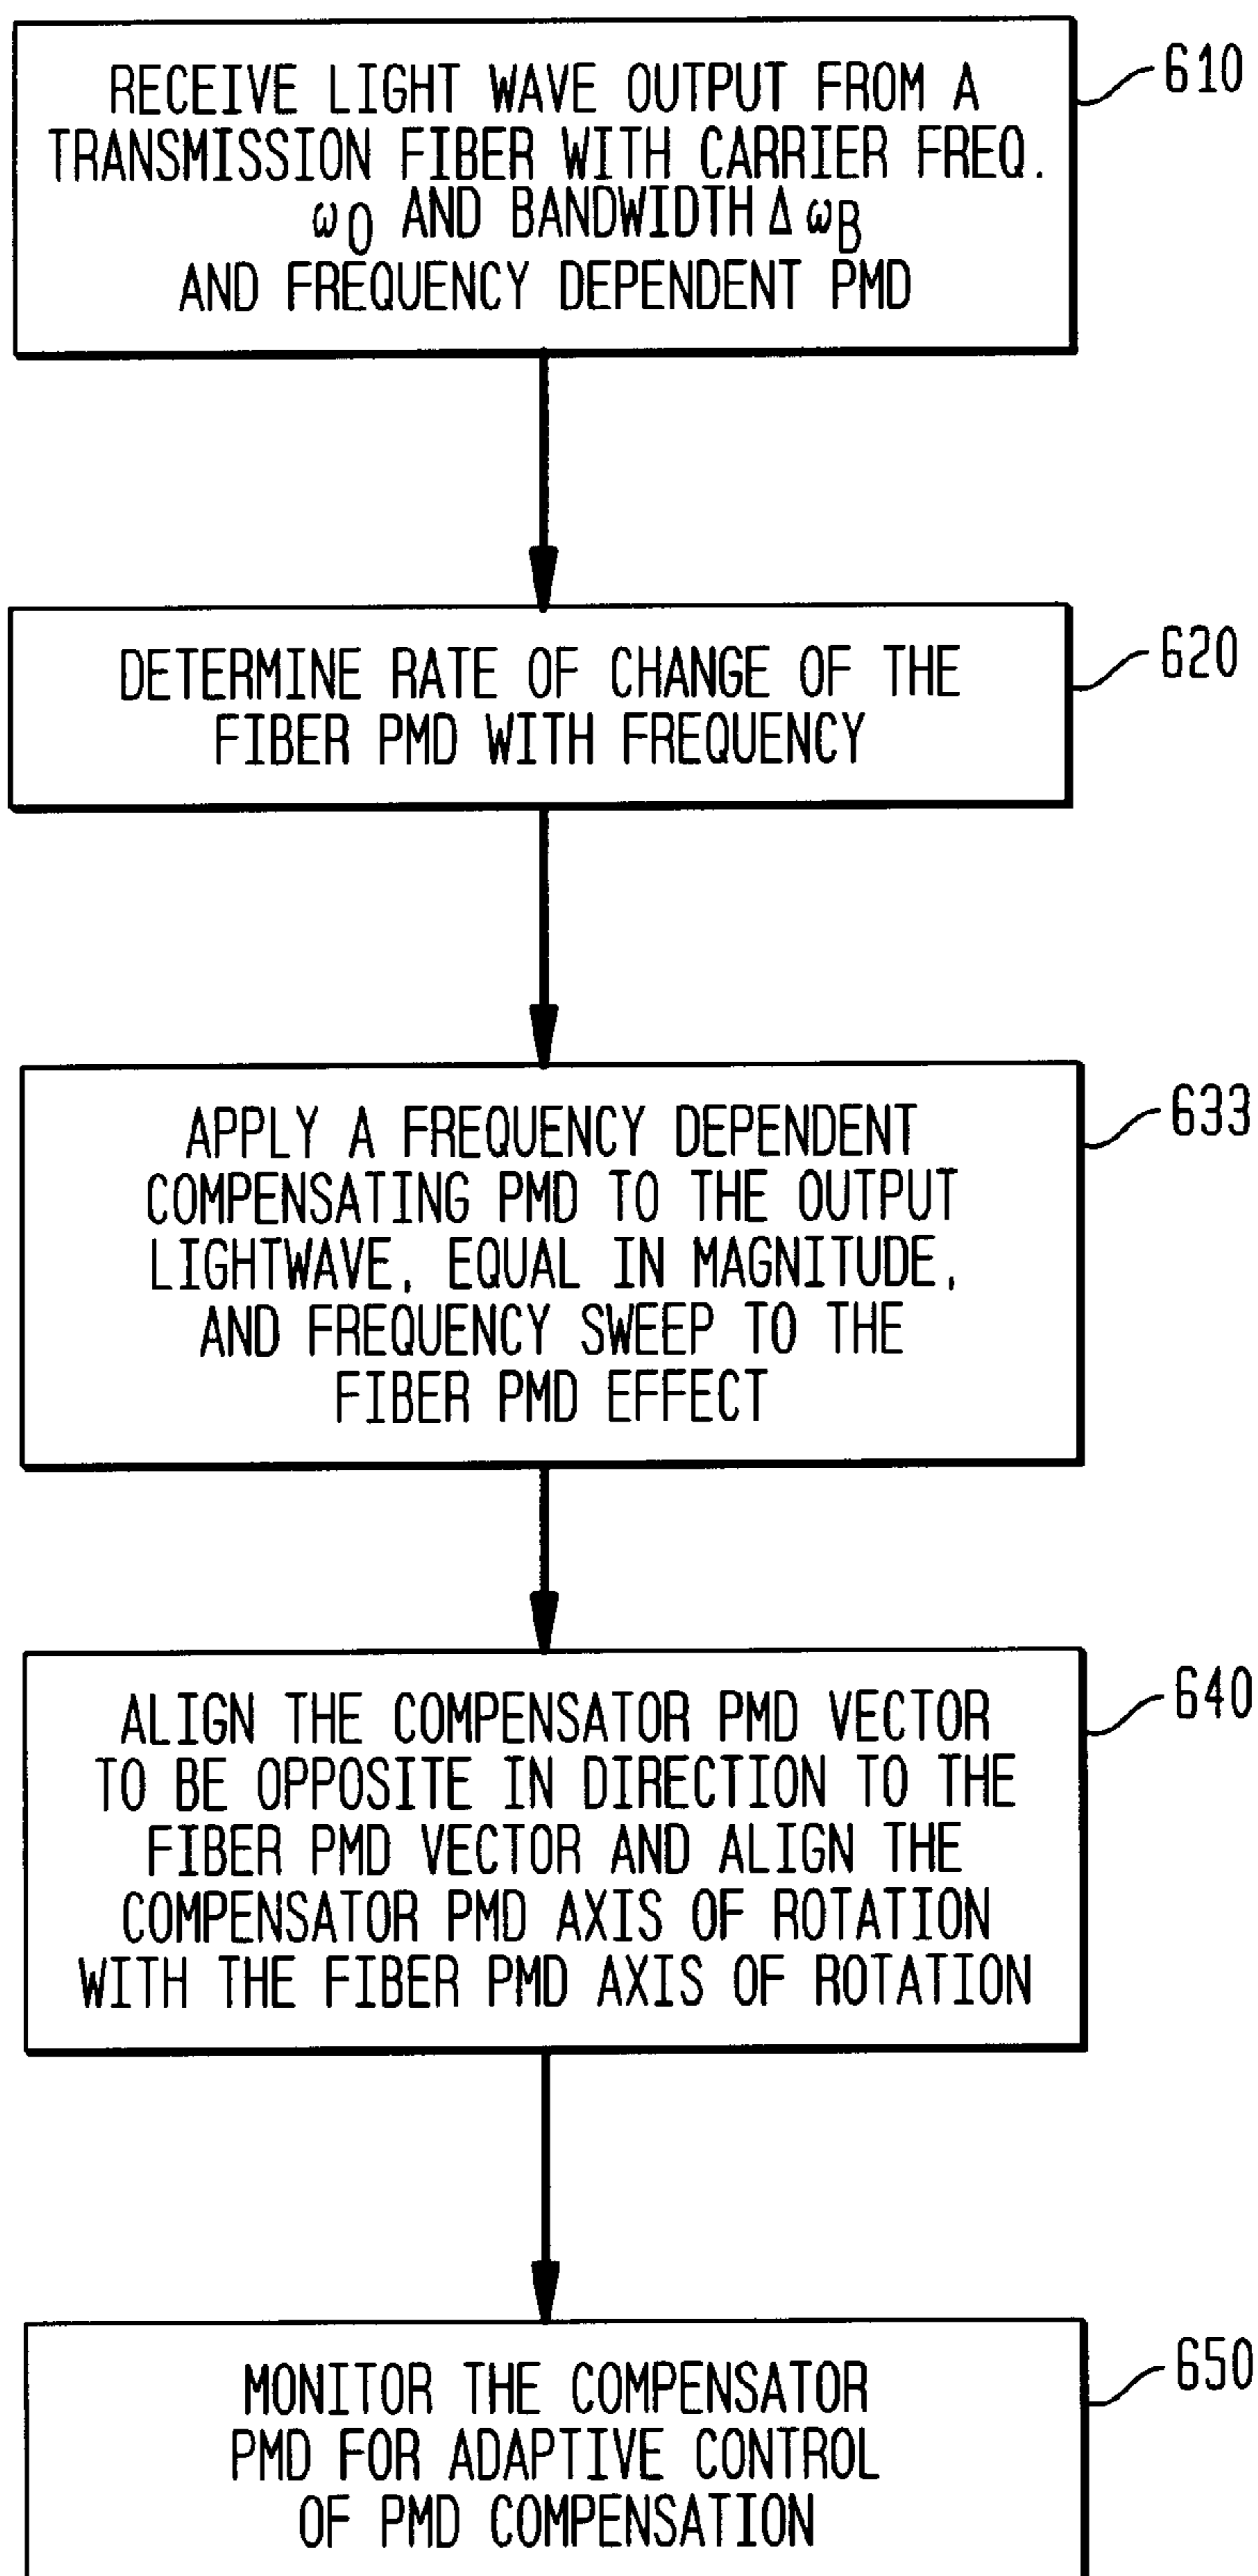 RECEIVE LIGHT WAVE OUTPUT FROM A
TRANSMISSION FIBER WITH CARRIER FREQ.
ω0 AND BANDWIDTH Δ ωB
AND FREQUENCY DEPENDENT PMD
610
DETERMINE RATE OF CHANGE OF THE
FIBER PMD WITH FREQUENCY
620
APPLY A FREQUENCY DEPENDENT
COMPENSATING PMD TO THE OUTPUT
LIGHTWAVE, EQUAL IN MAGNITUDE,
AND FREQUENCY SWEEP TO THE
FIBER PMD EFFECT
633
ALIGN THE COMPENSATOR PMD VECTOR
TO BE OPPOSITE IN DIRECTION TO THE
FIBER PMD VECTOR AND ALIGN THE
COMPENSATOR PMD AXIS OF ROTATION
WITH THE FIBER PMD AXIS OF ROTATION
640
MONITOR THE COMPENSATOR
PMD FOR ADAPTIVE CONTROL
OF PMD COMPENSATION
650